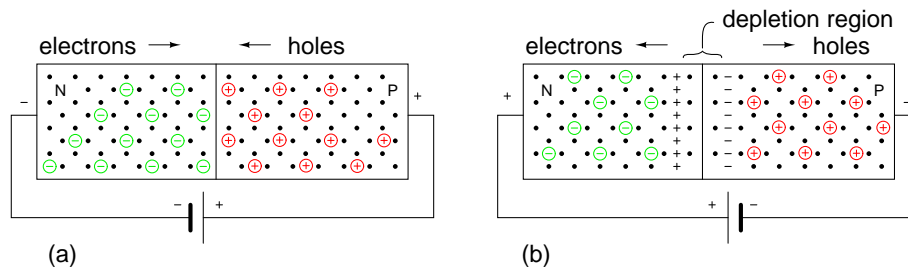 depletion region
electrons holes
electrons holes
N P
− +
N P
+ −
− +
+ −
(a)
(b)